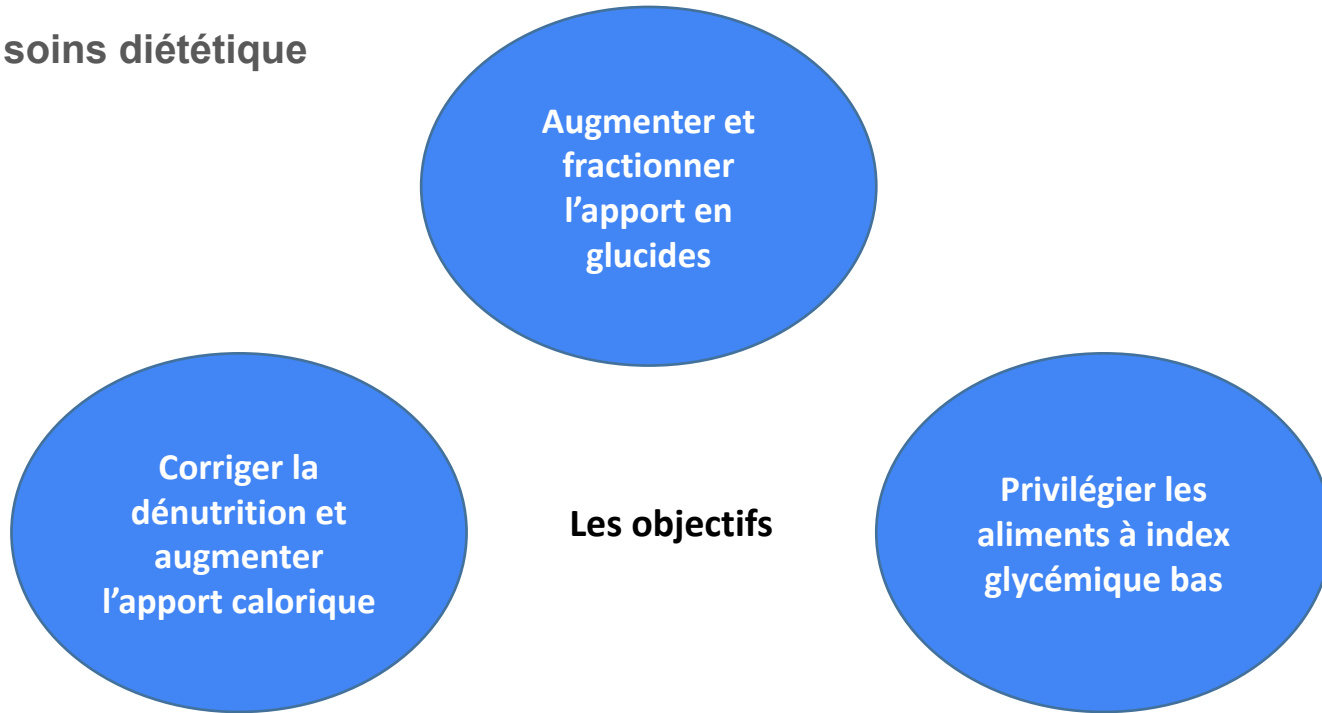 soins diététique
Augmenter et
fractionner
l’apport en
glucides
Corriger la
dénutrition et
augmenter
l’apport calorique
Les objectifs
Privilégier les
aliments à index
glycémique bas